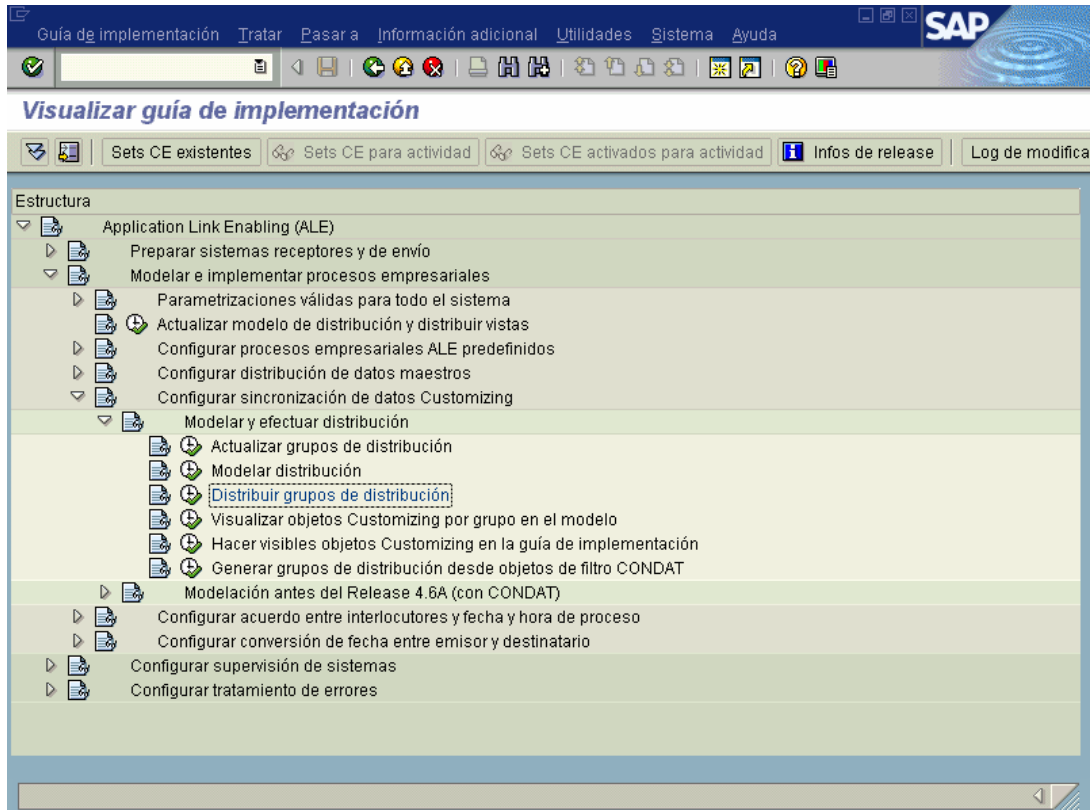 Guía de implementación Tratar Pasar a Información adicional Utilidades Sistema Ayuda
SAP
Visualizar guía de implementación
Sets CE existentes Sets CE para actividad Sets CE activados para actividad Infos de release Log de modifica
Estructura
Application Link Enabling (ALE)
Preparar sistemas receptores y de envío
Modelar e implementar procesos empresariales
Parametrizaciones válidas para todo el sistema
Actualizar modelo de distribución y distribuir vistas
Configurar procesos empresariales ALE predefinidos
Configurar distribución de datos maestros
Configurar sincronización de datos Customizing
Modelar y efectuar distribución
Actualizar grupos de distribución
Modelar distribución
Distribuir grupos de distribución
Visualizar objetos Customizing por grupo en el modelo
Hacer visibles objetos Customizing en la guía de implementación
Generar grupos de distribución desde objetos de filtro CONDAT
Modelación antes del Release 4.6A (con CONDAT)
Configurar acuerdo entre interlocutores y fecha y hora de proceso
Configurar conversión de fecha entre emisor y destinatario
Configurar supervisión de sistemas
Configurar tratamiento de errores